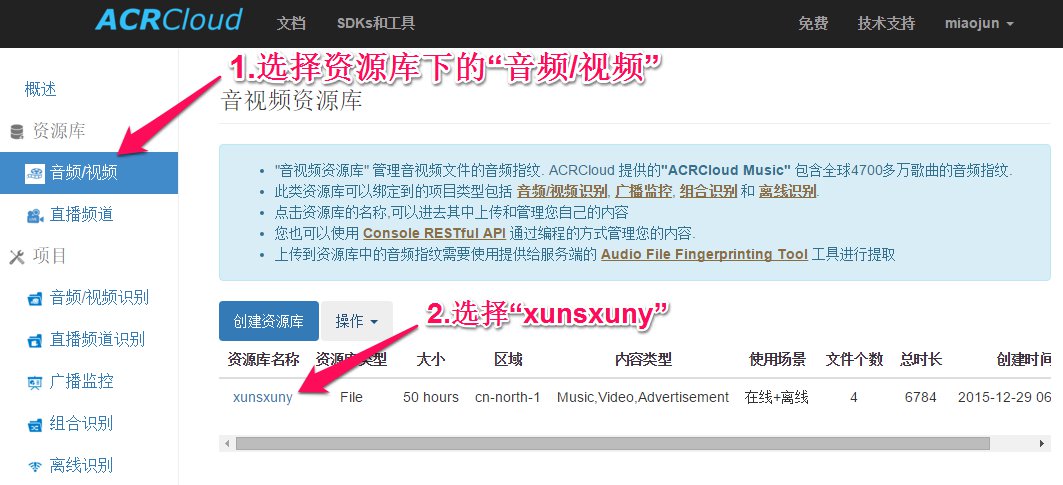 ACRCloud 文档 SDKs和工具 免费 技术支持 miaojun
1.选择资源库下的“音频/视频”
概述
资源库
音频/视频
直播频道
项目
音频/视频识别
直播频道识别
广播监控
组合识别
离线识别
音视频资源库
"音视频资源库" 管理音视频文件的音频指纹. ACRCloud 提供的"ACRCloud Music" 包含全球4700多万歌曲的音频指纹.
此类资源库可以绑定到的项目类型包括 音频/视频识别, 广播监控, 组合识别 和 离线识别.
点击资源库的名称,可以进去其中上传和管理您自己的内容
您也可以使用 Console RESTful API 通过编程的方式管理您的内容.
上传到资源库中的音频指纹需要使用提供给服务端的 Audio File Fingerprinting Tool 工具进行提取
创建资源库 操作
2.选择“xunsxuny”
资源库名称 资源库类型 大小 区域 内容类型 使用场景 文件个数 总时长 创建时间
xunsxuny File 50 hours cn-north-1 Music,Video,Advertisement 在线+离线 4 6784 2015-12-29 06